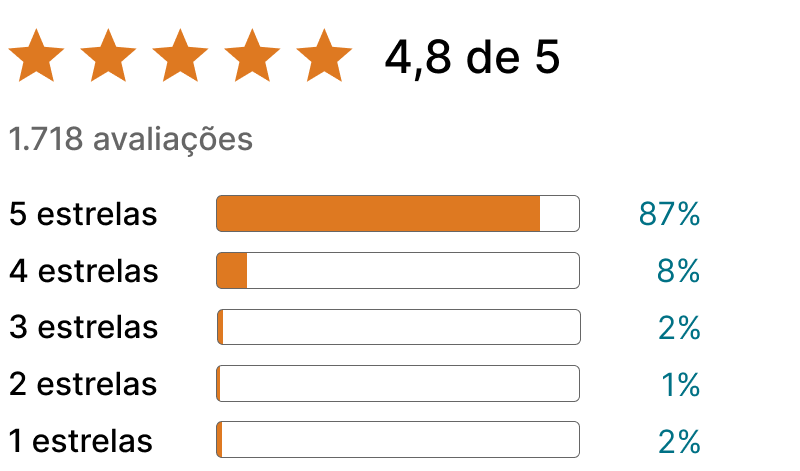 4,8 de 5
1.718 avaliações
5 estrelas 87%
4 estrelas 8%
3 estrelas 2%
2 estrelas 1%
1 estrelas 2%